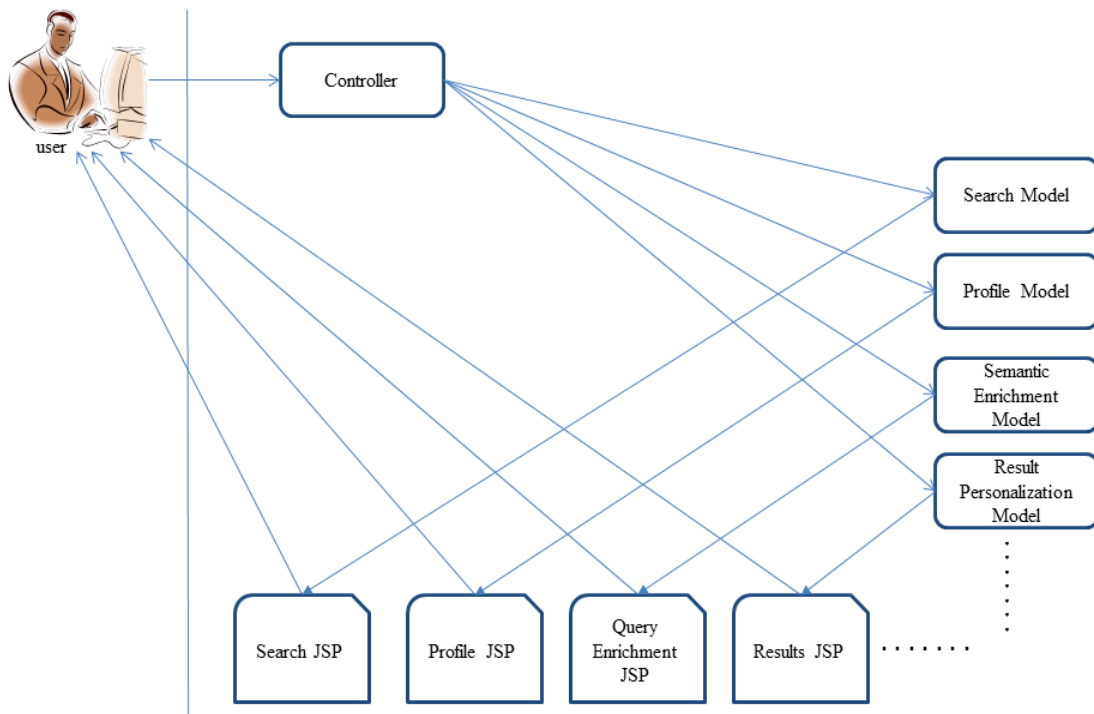 Controller
user
Search Model
Profile Model
Semantic
Enrichment
Model
Result
Personalization
Model
Search JSP
Profile JSP
Query
Enrichment
JSP
Results JSP